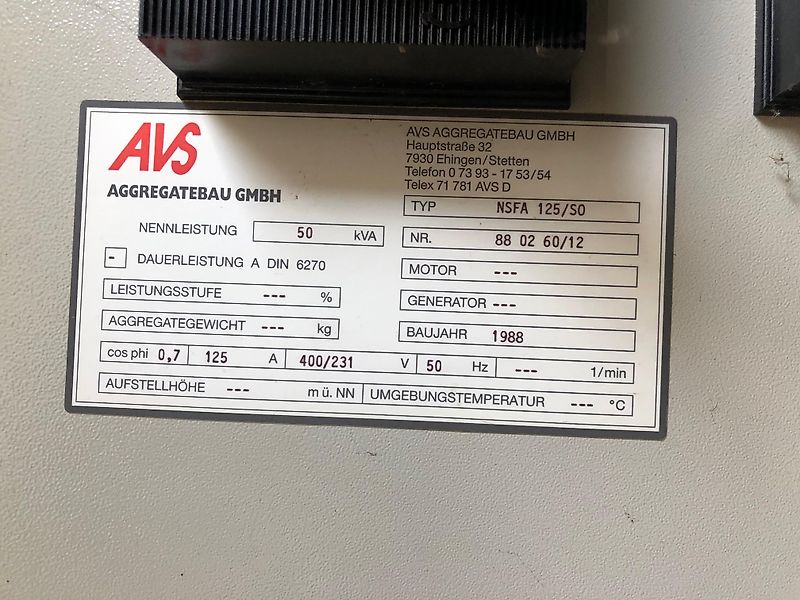 AVS
AGGREGATEBAU GMBH
AVS AGGREGATEBAU GMBH
Hauptstraße 32
7930 Ehingen/Stetten
Telefon 0 73 93 - 17 53/54
Telex 71 781 AVS D
NENNLEISTUNG 50 kVA
- DAUERLEISTUNG A DIN 6270
LEISTUNGSSTUFE --- %
AGGREGATEGEWICHT --- kg
TYP NSFA 125/SO
NR. 88 02 60/12
MOTOR ---
GENERATOR ---
BAUJAHR 1988
cos phi 0,7 125 A 400/231 V 50 Hz --- 1/min
AUFSTELLHÖHE --- m ü. NN UMGEBUNGSTEMPERATUR --- °C